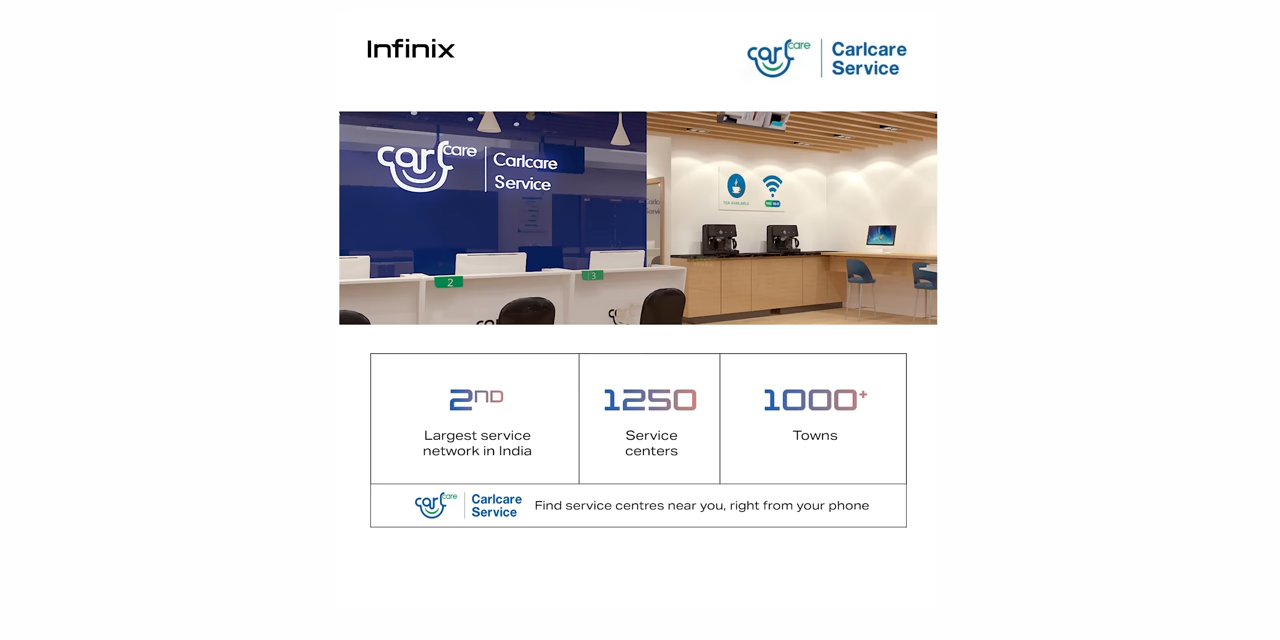 Infinix
carl care
Carlcare
Service
carl care
Carlcare
Service
2
3
2ND
Largest service
network in India
1250
Service
centers
1000+
Towns
carl care
Carlcare
Service
Find service centres near you, right from your phone